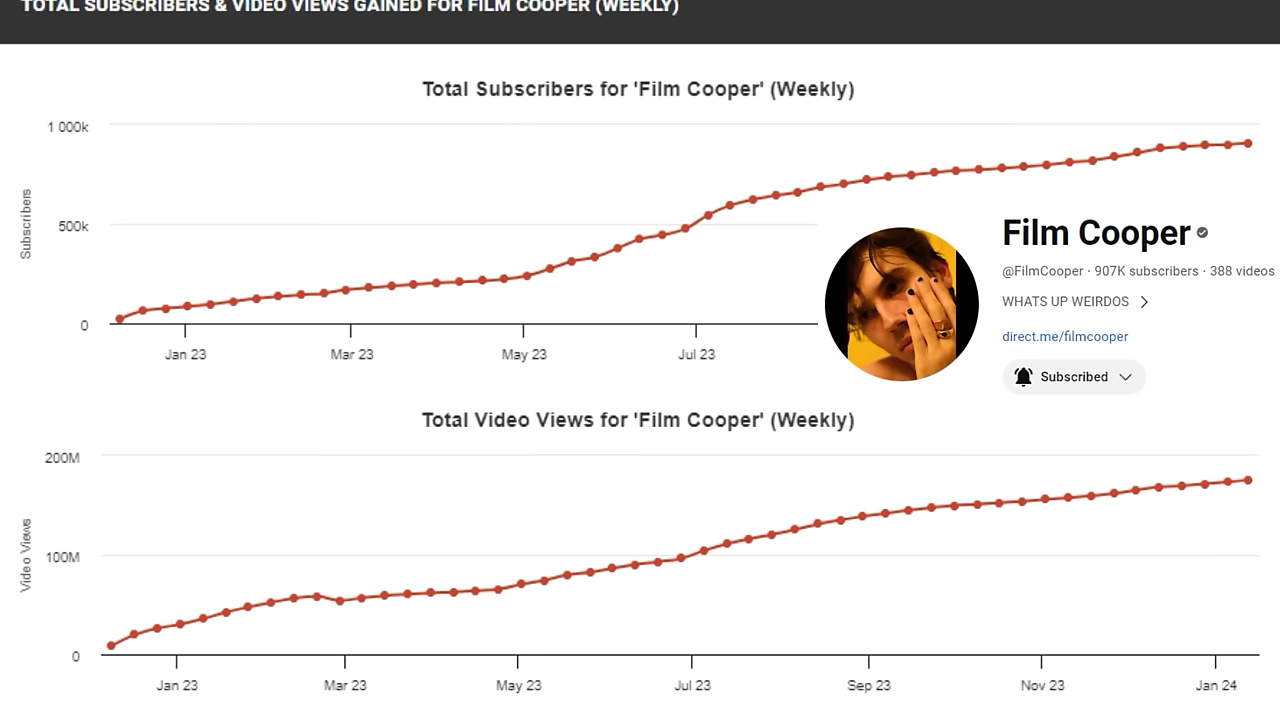 TOTAL SUBSCRIBERS & VIDEO VIEWS GAINED FOR FILM COOPER (WEEKLY)
Total Subscribers for 'Film Cooper' (Weekly)
1 000k
500k
0
Subscribers
Jan 23
Mar 23
May 23
Jul 23
Film Cooper
@FilmCooper · 907K subscribers · 388 videos
WHATS UP WEIRDOS
direct.me/filmcooper
Subscribed
Total Video Views for 'Film Cooper' (Weekly)
200M
100M
0
Video Views
Jan 23
Mar 23
May 23
Jul 23
Sep 23
Nov 23
Jan 24